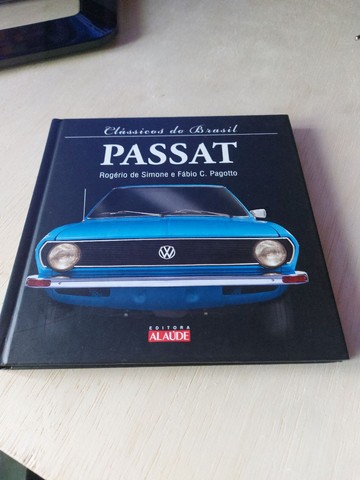 Clássicos do Brasil
PASSAT
Rogério de Simone e Fábio C. Pagotto
VW
EDITORA
ALAÚDE